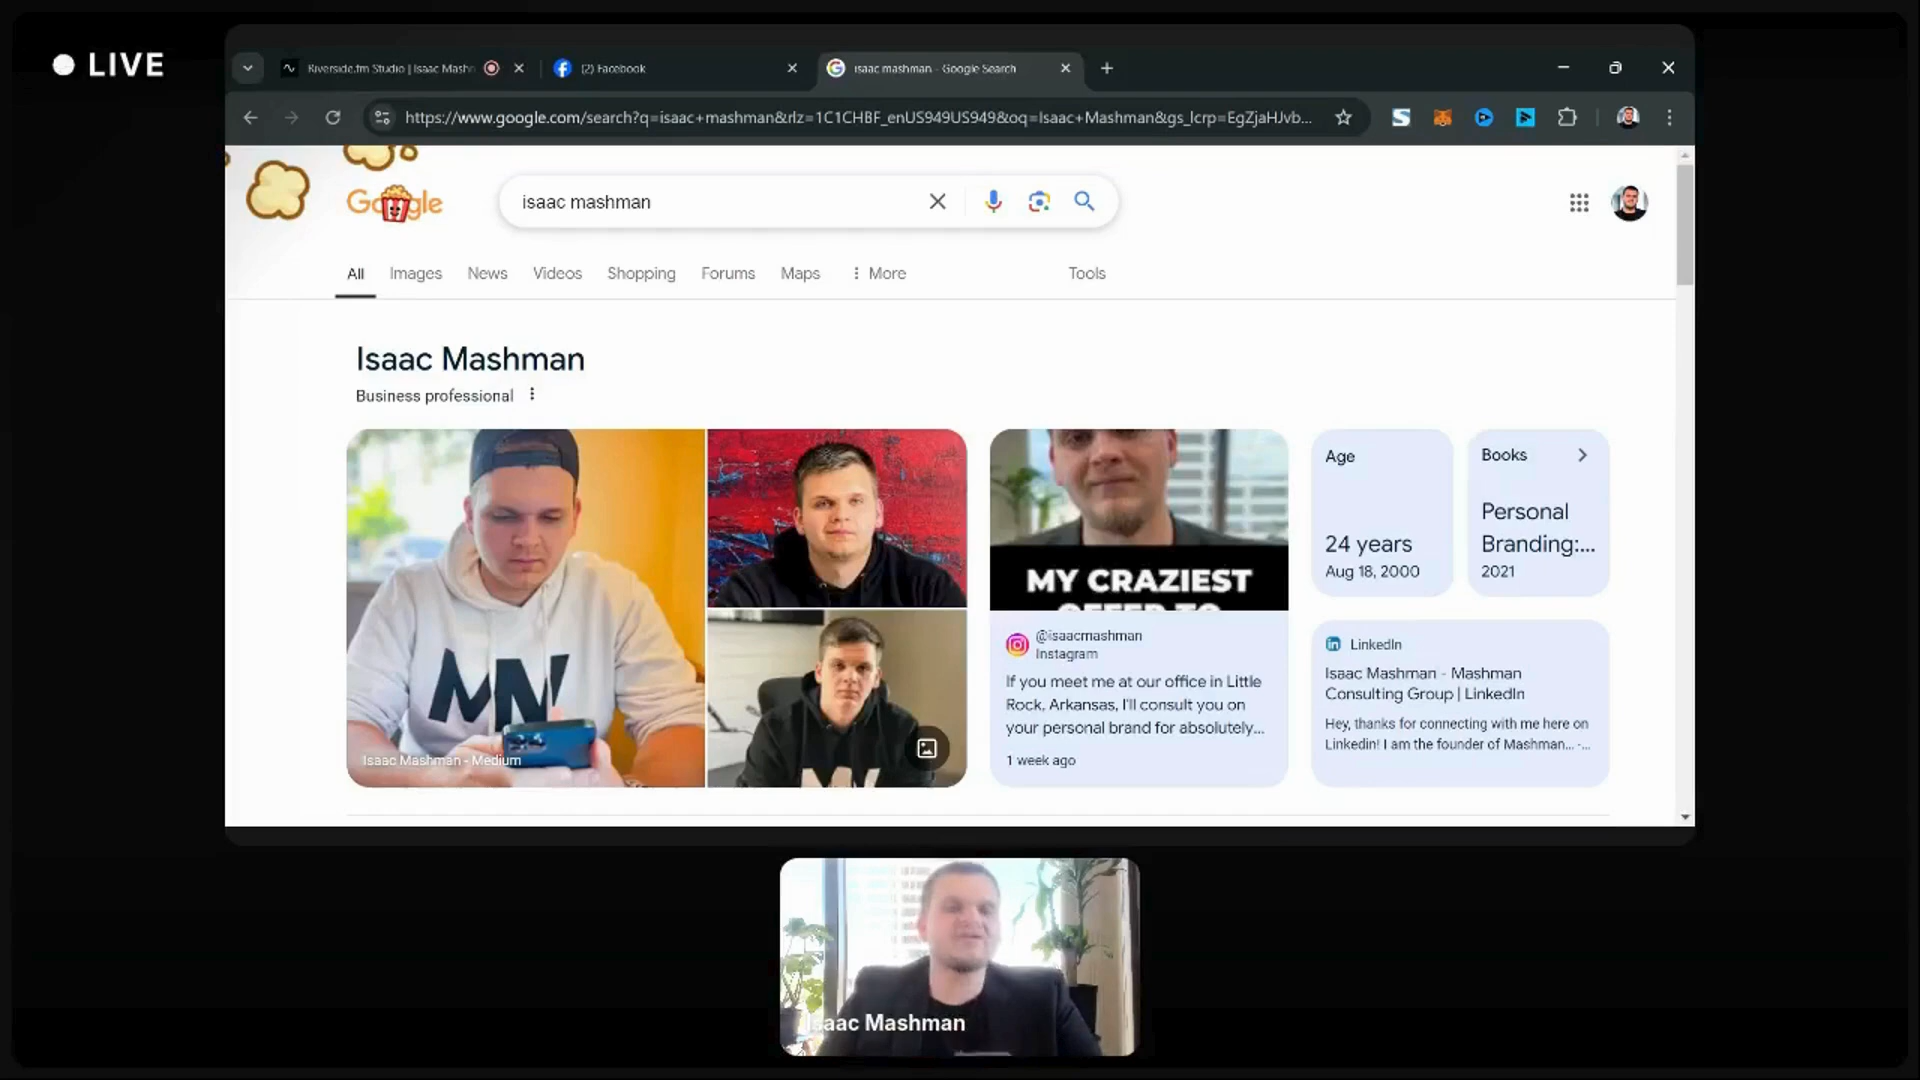 LIVE
Riverside.fm Studio | Isaac Mashm
(2) Facebook
isaac mashman - Google Search
https://www.google.com/search?q=isaac+mashman&rlz=1C1CHBF_enUS949US949&oq=Isaac+Mashman&gs_lcrp=EgZjaHJvb...
Google
isaac mashman
All
Images
News
Videos
Shopping
Forums
Maps
More
Tools
Isaac Mashman
Business professional
Isaac Mashman - Medium
MY CRAZIEST
OFFER TO
@isaacmashman
Instagram
If you meet me at our office in Little
Rock, Arkansas, I'll consult you on
your personal brand for absolutely...
1 week ago
Age
24 years
Aug 18, 2000
Books
Personal
Branding:...
2021
LinkedIn
Isaac Mashman - Mashman
Consulting Group | LinkedIn
Hey, thanks for connecting with me here on
Linkedin! I am the founder of Mashman... -...
Isaac Mashman